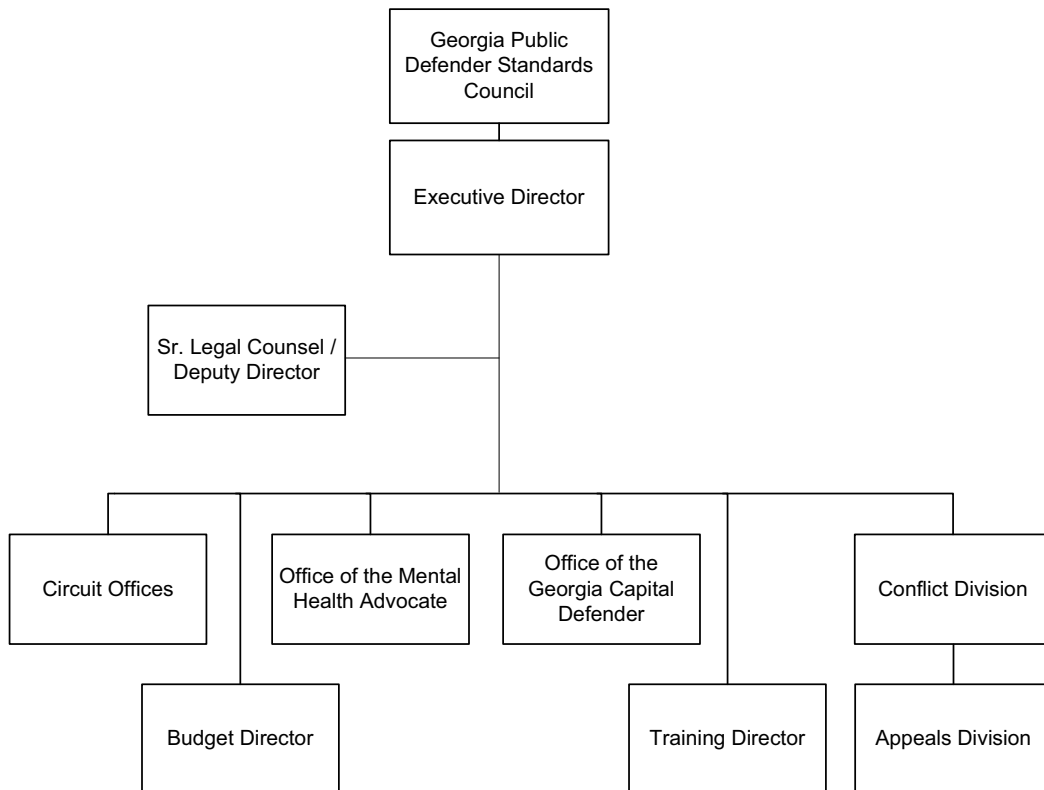 Georgia Public
Defender Standards
Council
Executive Director
Sr. Legal Counsel /
Deputy Director
Circuit Offices
Office of the Mental
Health Advocate
Office of the
Georgia Capital
Defender
Conflict Division
Budget Director
Training Director
Appeals Division